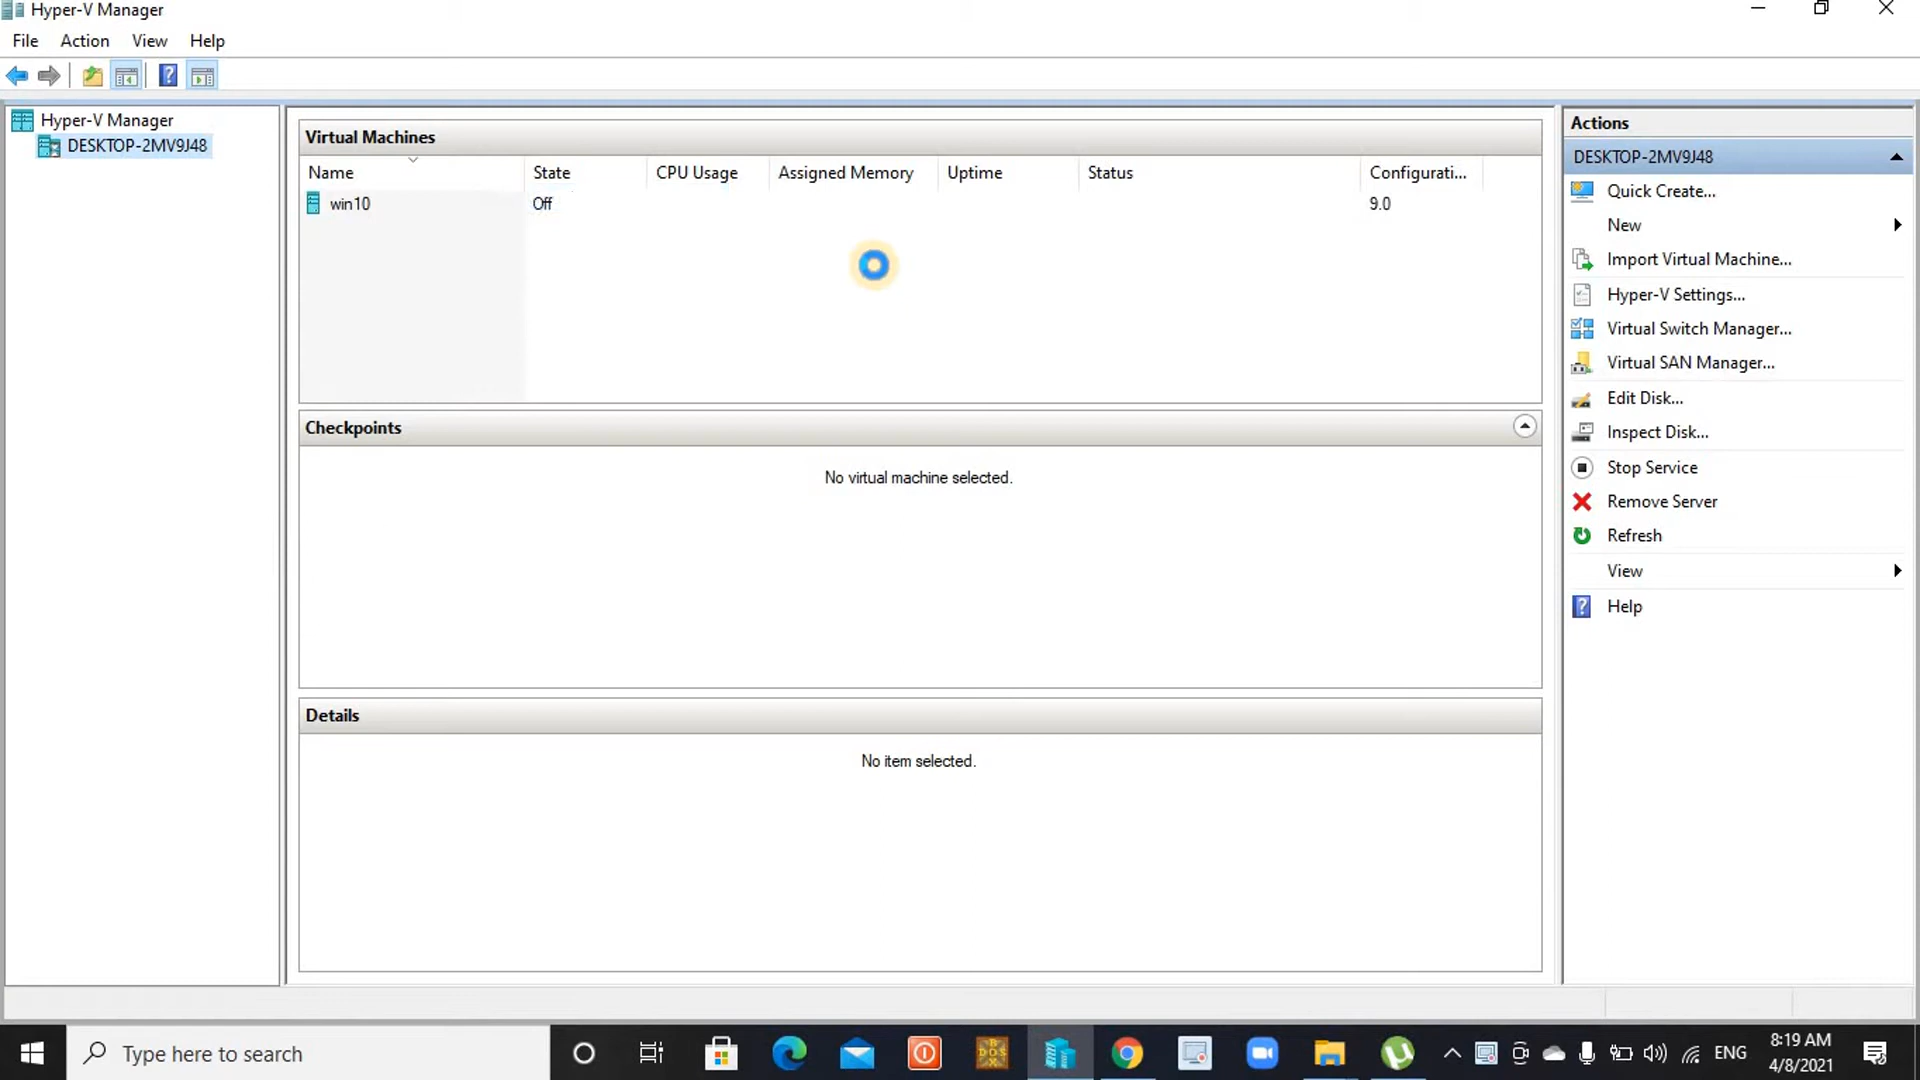 Hyper-V Manager
File Action View Help
Hyper-V Manager
DESKTOP-2MV9J48
Virtual Machines
Name State CPU Usage Assigned Memory Uptime Status Configurati...
win10 Off 9.0
Checkpoints
No virtual machine selected.
Details
No item selected.
Actions
DESKTOP-2MV9J48
Quick Create...
New
Import Virtual Machine...
Hyper-V Settings...
Virtual Switch Manager...
Virtual SAN Manager...
Edit Disk...
Inspect Disk...
Stop Service
Remove Server
Refresh
View
Help
Type here to search
DOS
ENG
8:19 AM
4/8/2021